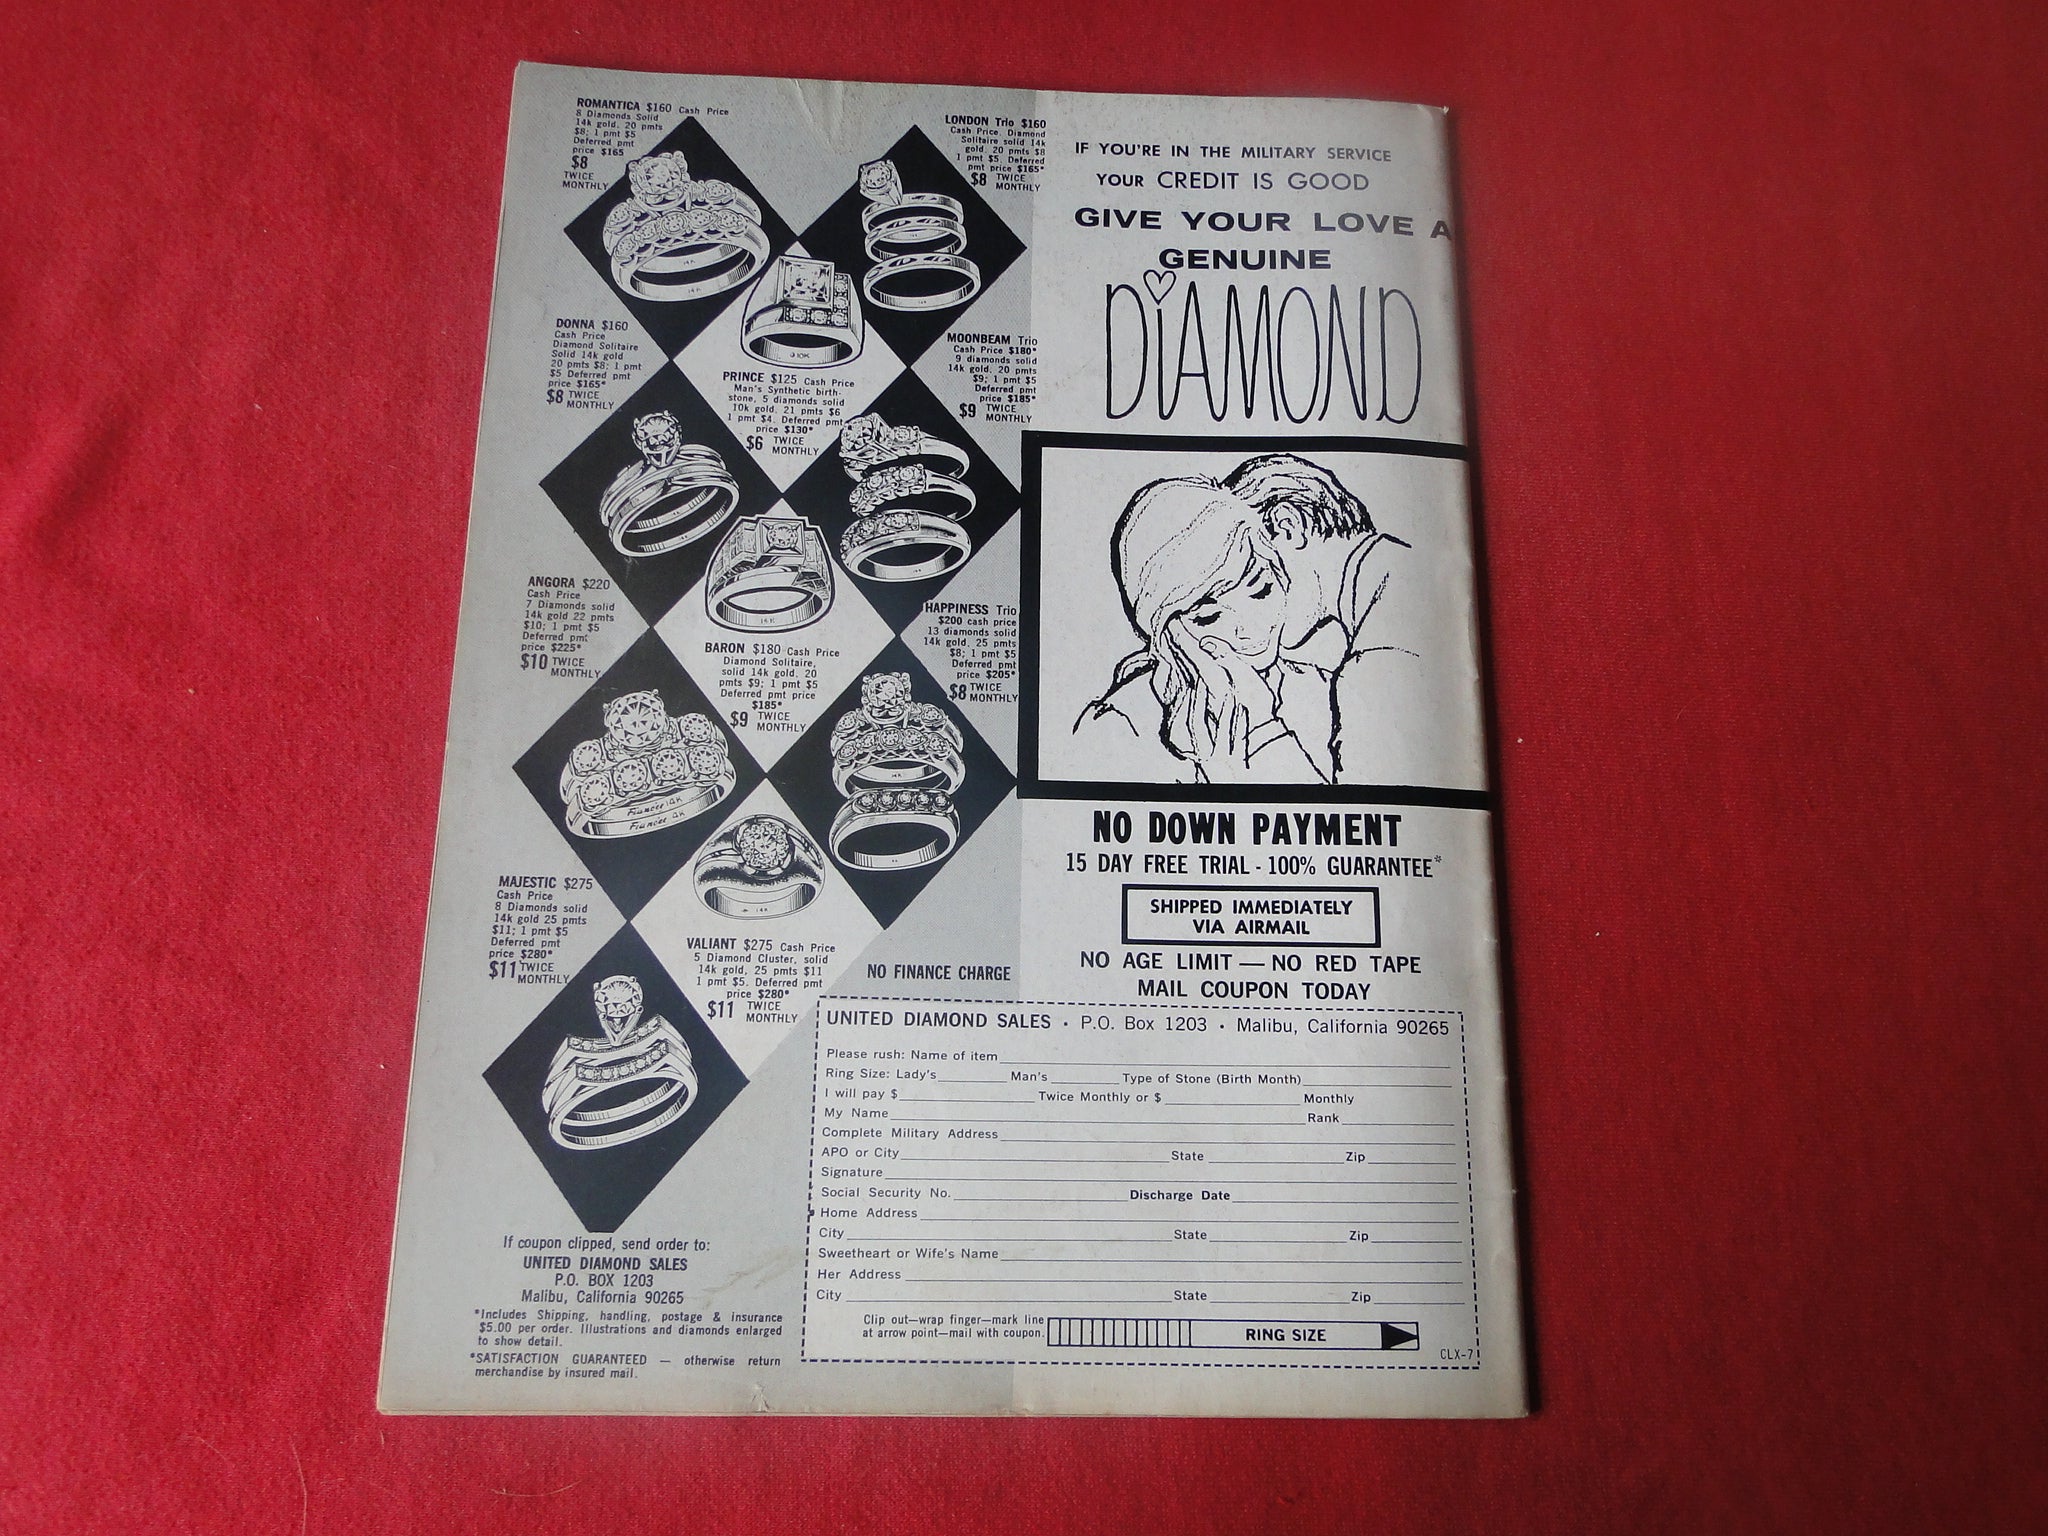 ROMANTICA $160 Cash Price
8 Diamonds Solid
14k gold. 20 pmts
$8; 1 pmt $5
Deferred pmt
price $165
$8
TWICE
MONTHLY
LONDON Trio $160
Cash Price. Diamond
Solitaire solid 14k
gold. 20 pmts $8
1 pmt $5. Deferred
pmt price $165*
$8 TWICE
MONTHLY
DONNA $160
Cash Price
Diamond Solitaire
Solid 14k gold
20 pmts $8; 1 pmt
$5 Deferred pmt
price $165*
$8 TWICE
MONTHLY
10K
PRINCE $125 Cash Price
Man's Synthetic birth-
stone, 5 diamonds solid
10k gold. 21 pmts $6
1 pmt $4. Deferred pmt
price $130*
$6 TWICE
MONTHLY
MOONBEAM Trio
Cash Price $180*
9 diamonds solid
14k gold. 20 pmts
$9; 1 pmt $5
Deferred pmt
price $185*
$9 TWICE
MONTHLY
ANGORA $220
Cash Price
7 Diamonds solid
14k gold 22 pmts
$10; 1 pmt $5
Deferred pmt
price $225*
$10 TWICE
MONTHLY
14K
BARON $180 Cash Price
Diamond Solitaire,
solid 14k gold. 20
pmts $9; 1 pmt $5
Deferred pmt price
$185*
$9 TWICE
MONTHLY
HAPPINESS Trio
$200 cash price
13 diamonds solid
14k gold. 25 pmts
$8; 1 pmt $5
Deferred pmt
price $205*
$8 TWICE
MONTHLY
MAJESTIC $275
Cash Price
8 Diamonds solid
14k gold 25 pmts
$11; 1 pmt $5
Deferred pmt
price $280*
$11 TWICE
MONTHLY
14K
VALIANT $275 Cash Price
5 Diamond Cluster, solid
14k gold, 25 pmts $11
1 pmt $5. Deferred pmt
price $280*
$11 TWICE
MONTHLY
NO FINANCE CHARGE
If coupon clipped, send order to:
UNITED DIAMOND SALES
P.O. BOX 1203
Malibu, California 90265
*Includes Shipping, handling, postage & insurance
$5.00 per order. Illustrations and diamonds enlarged
to show detail.
*SATISFACTION GUARANTEED — otherwise return
merchandise by insured mail.
IF YOU'RE IN THE MILITARY SERVICE
YOUR CREDIT IS GOOD
GIVE YOUR LOVE A
GENUINE
DiAMOND
NO DOWN PAYMENT
15 DAY FREE TRIAL - 100% GUARANTEE*
SHIPPED IMMEDIATELY
VIA AIRMAIL
NO AGE LIMIT — NO RED TAPE
MAIL COUPON TODAY
UNITED DIAMOND SALES • P.O. Box 1203 • Malibu, California 90265
Please rush: Name of item
Ring Size: Lady's Man's Type of Stone (Birth Month)
I will pay $ Twice Monthly or $ Monthly
My Name Rank
Complete Military Address
APO or City State Zip
Signature
Social Security No. Discharge Date
Home Address
City State Zip
Sweetheart or Wife's Name
Her Address
City State Zip
Clip out—wrap finger—mark line
at arrow point—mail with coupon.
RING SIZE
CLX-7